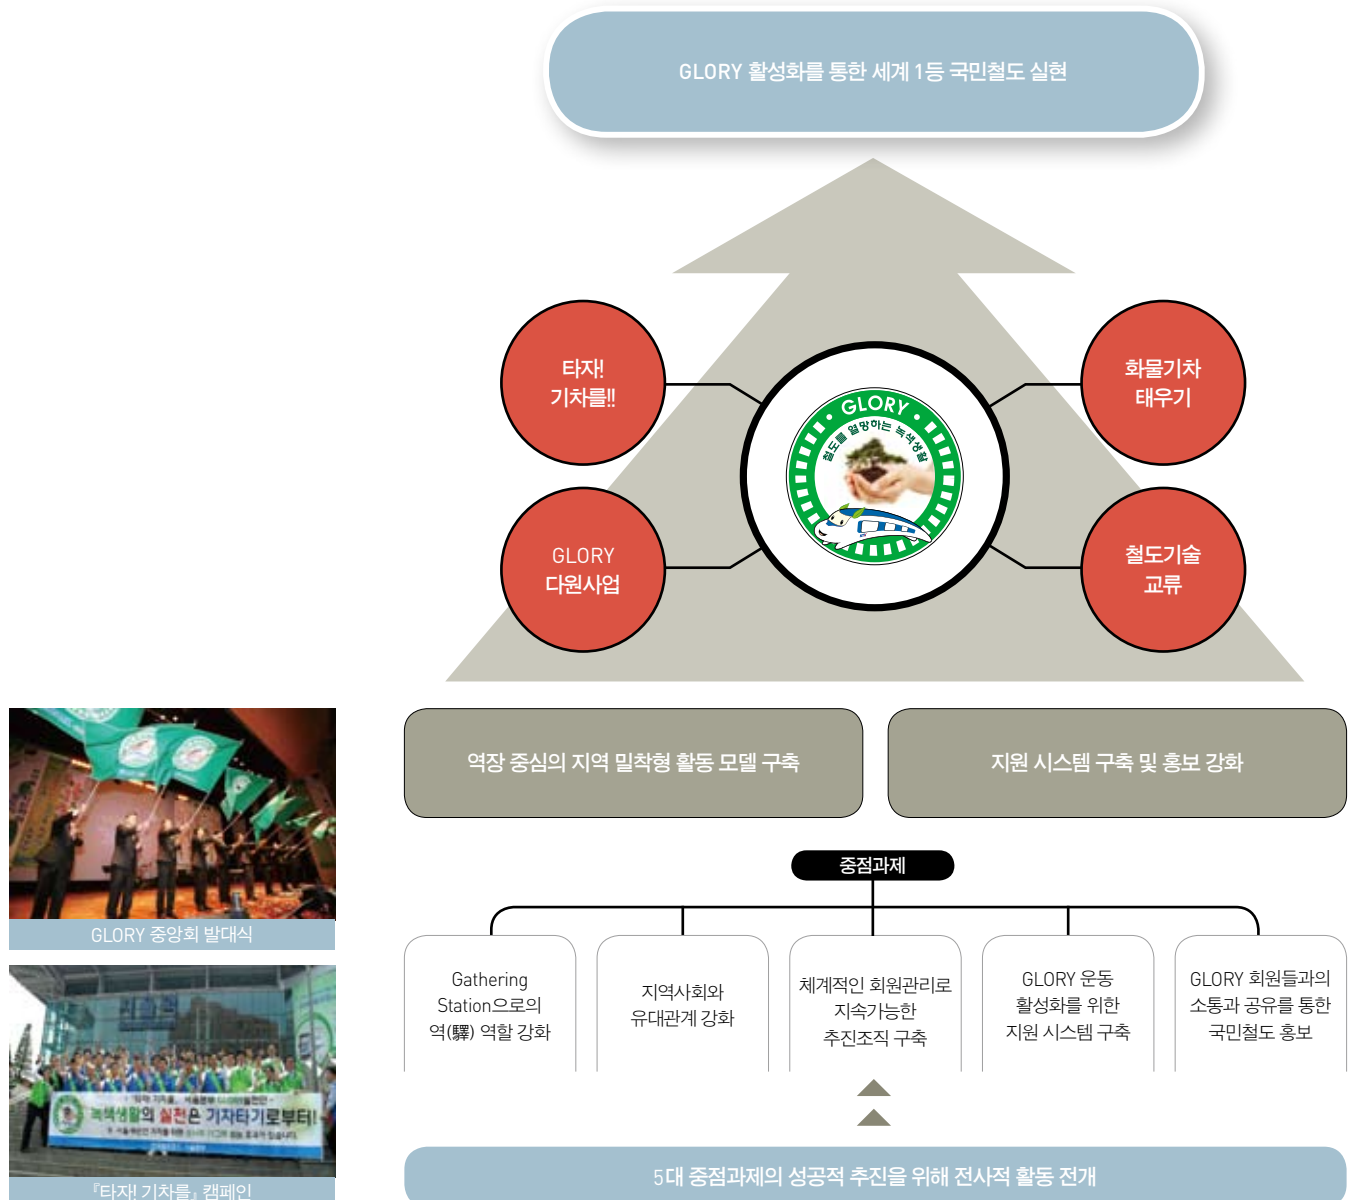 GLORY 활성화를 통한 세계 1등 국민철도 실현
타자!
기차를!!
화물기차
태우기
GLORY
철도를 열망하는 녹색생활
GLORY
다원사업
철도기술
교류
역장 중심의 지역 밀착형 활동 모델 구축
지원 시스템 구축 및 홍보 강화
중점과제
Gathering
Station으로의
역(驛) 역할 강화
지역사회와
유대관계 강화
체계적인 회원관리로
지속가능한
추진조직 구축
GLORY 운동
활성화를 위한
지원 시스템 구축
GLORY 회원들과의
소통과 공유를 통한
국민철도 홍보
5대 중점과제의 성공적 추진을 위해 전사적 활동 전개
GLORY 중앙회 발대식
녹색생활의 실천은 기차타기로부터!
『타자! 기차를』 캠페인